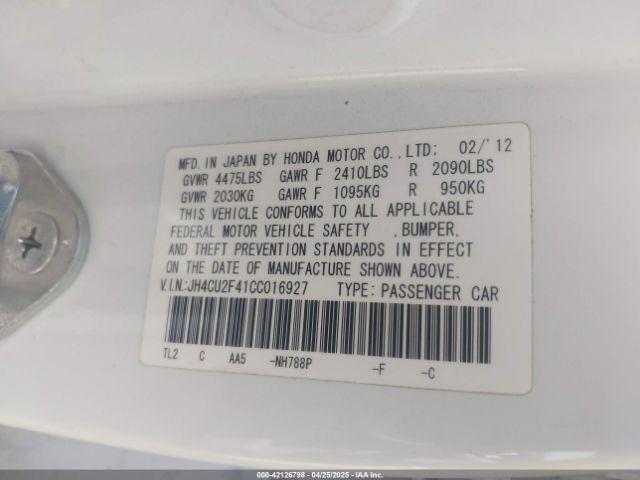 MFD. IN JAPAN BY HONDA MOTOR CO.,LTD: 02/'12
GVWR 4475LBS GAWR F 2410LBS R 2090LBS
GVWR 2030KG GAWR F 1095KG R 950KG
THIS VEHICLE CONFORMS TO ALL APPLICABLE
FEDERAL MOTOR VEHICLE SAFETY ,BUMPER,
AND THEFT PREVENTION STANDARDS IN EFFECT
ON THE DATE OF MANUFACTURE SHOWN ABOVE.
V.I.N.:JH4CU2F41CC016927 TYPE: PASSENGER CAR
TL2 C AA5 -NH788P -F -C
000-42126798 - 04/25/2025 - IAA Inc.